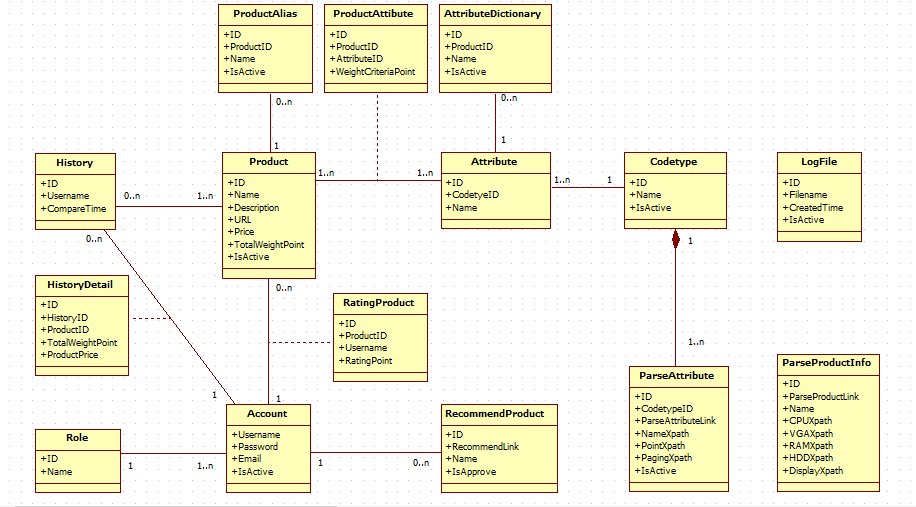 ProductAlias
+ID
+ProductID
+Name
+IsActive
ProductAttibute
+ID
+ProductID
+AttributeID
+WeightCriteriaPoint
AttributeDictionary
+ID
+ProductID
+Name
+IsActive
0..n
0..n
1
1
History
+ID
+Username
+CompareTime
0..n
1..n
Product
+ID
+Name
+Description
+URL
+Price
+TotalWeightPoint
+IsActive
1..n
1..n
Attribute
+ID
+CodetyeID
+Name
1..n
1
Codetype
+ID
+Name
+IsActive
LogFile
+ID
+Filename
+CreatedTime
+IsActive
0..n
1
HistoryDetail
+ID
+HistoryID
+ProductID
+TotalWeightPoint
+ProductPrice
0..n
RatingProduct
+ID
+ProductID
+Username
+RatingPoint
1..n
1
1
ParseAttribute
+ID
+CodetypeID
+ParseAttributeLink
+NameXpath
+PointXpath
+PagingXpath
+IsActive
ParseProductInfo
+ID
+ParseProductLink
+Name
+CPUXpath
+VGAXpath
+RAMXpath
+HDDXpath
+DisplayXpath
Role
+ID
+Name
1
1..n
Account
+Username
+Password
+Email
+IsActive
1
0..n
RecommendProduct
+ID
+RecommendLink
+Name
+IsApprove